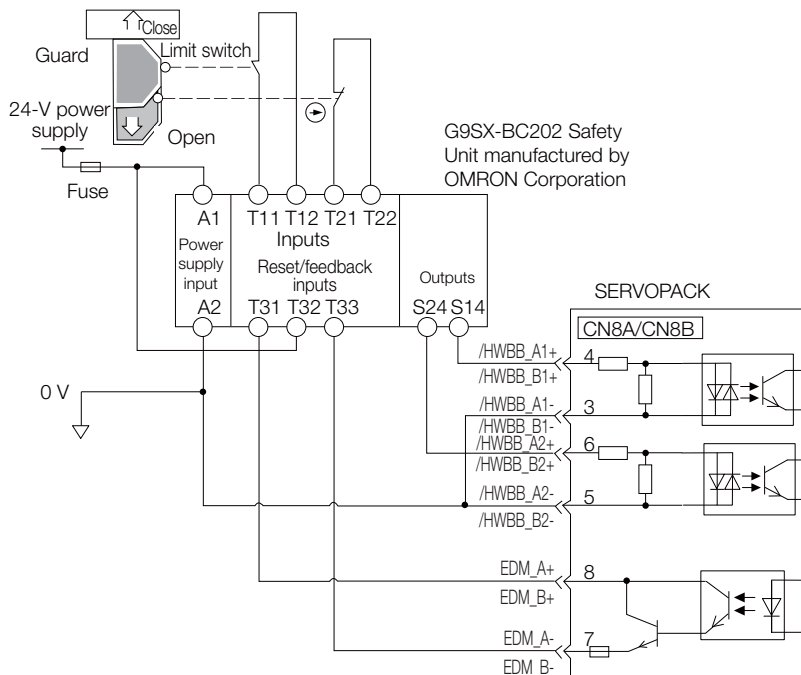 Close
Guard
Limit switch
24-V power
supply
Open
Fuse
G9SX-BC202 Safety
Unit manufactured by
OMRON Corporation
A1
T11 T12 T21 T22
Power
supply
input
Inputs
Reset/feedback
inputs
Outputs
A2
T31 T32 T33
S24 S14
SERVOPACK
CN8A/CN8B
/HWBB_A1+
4
/HWBB_B1+
0 V
/HWBB_A1-
3
/HWBB_B1-
/HWBB_A2+
6
/HWBB_B2+
/HWBB_A2-
5
/HWBB_B2-
EDM_A+
8
EDM_B+
EDM_A-
7
EDM_B-